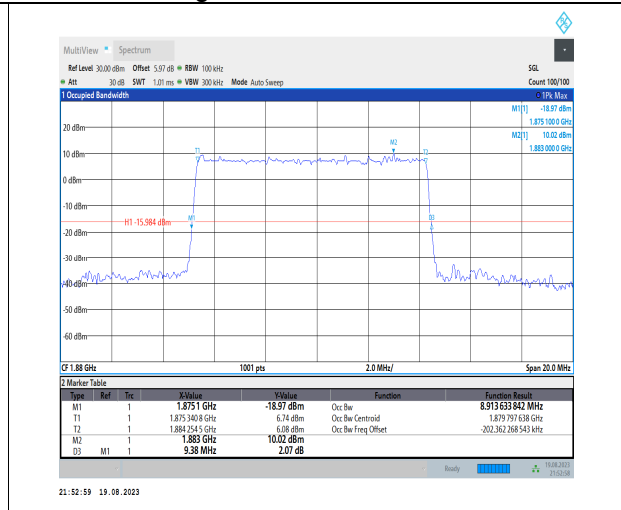 MultiView Spectrum
Ref Level 30.00 dBm Offset 5.97 dB RBW 100 kHz SGL
Att 30 dB SWT 1.01 ms VBW 300 kHz Mode Auto Sweep Count 100/100
1 Occupied Bandwidth 1Pk Max
M1[1] -18.97 dBm
1.875 100 0 GHz
M2[1] 10.02 dBm
1.883 000 0 GHz
20 dBm
M2
T1 T2
10 dBm
0 dBm
-10 dBm
M1 D3
H1 -15.984 dBm
-20 dBm
-30 dBm
-40 dBm
-50 dBm
-60 dBm
CF 1.88 GHz 1001 pts 2.0 MHz/ Span 20.0 MHz
2 Marker Table
Type Ref Trc X-Value Y-Value Function Function Result
M1 1 1.8751 GHz -18.97 dBm Occ Bw 8.913 633 842 MHz
T1 1 1.875 340 8 GHz 6.74 dBm Occ Bw Centroid 1.879 797 638 GHz
T2 1 1.884 254 5 GHz 6.08 dBm Occ Bw Freq Offset -202.362 268 543 kHz
M2 1 1.883 GHz 10.02 dBm
D3 M1 1 9.38 MHz 2.07 dB
Ready 19.08.2023
21:52:58
21:52:59 19.08.2023